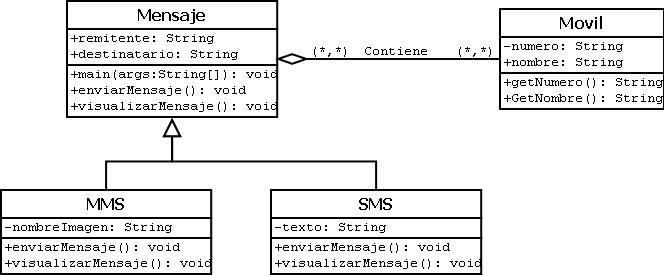 Mensaje
+remitente: String
+destinatario: String
+main(args:String[]): void
+enviarMensaje(): void
+visualizarMensaje(): void
(*,*) Contiene (*,*)
Movil
-numero: String
+nombre: String
+getNumero(): String
+GetNombre(): String
MMS
-nombreImagen: String
+enviarMensaje(): void
+visualizarMensaje(): void
SMS
-texto: String
+enviarMensaje(): void
+visualizarMensaje(): void